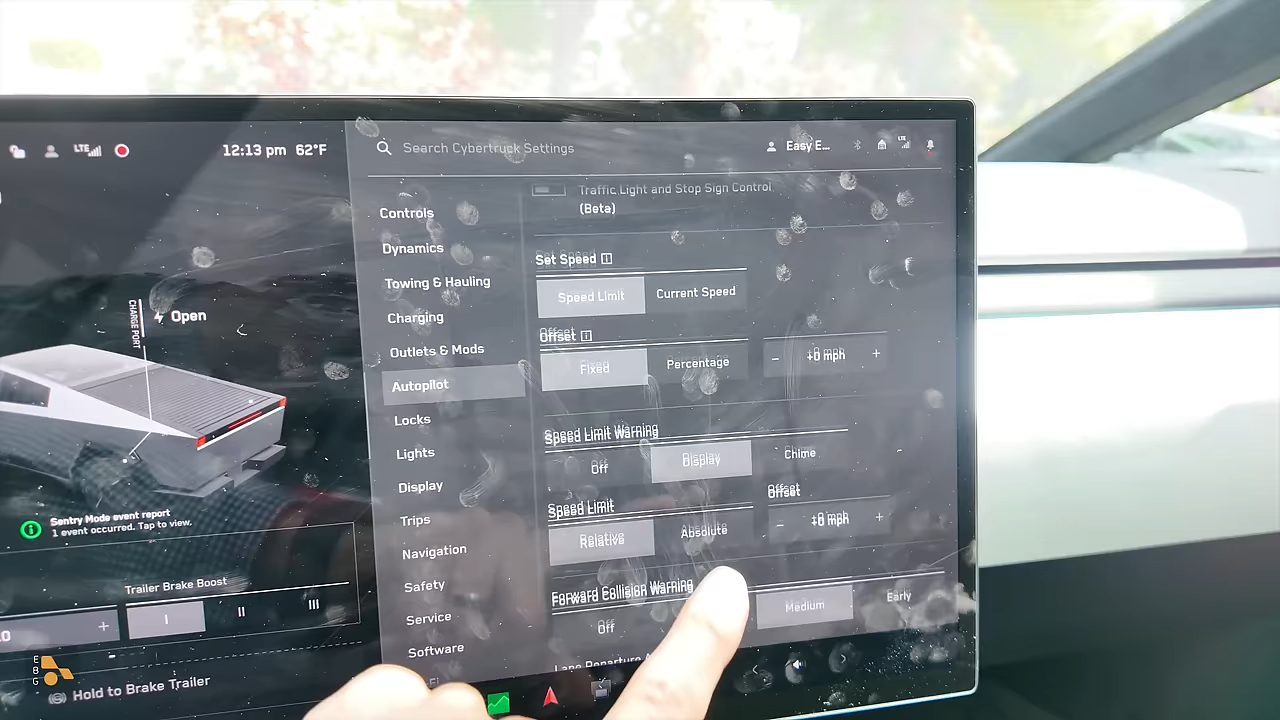 LTE
12:13 pm 62°F
Search Cybertruck Settings
Easy E...
LTE
Controls
Dynamics
Towing & Hauling
Charging
Outlets & Mods
Autopilot
Locks
Lights
Display
Trips
Navigation
Safety
Service
Software
Traffic Light and Stop Sign Control
(Beta)
Set Speed
Speed Limit Current Speed
Offset
Fixed Percentage - +0 mph +
Speed Limit Warning
Off Display Chime
Speed Limit Offset
Relative Absolute - +0 mph +
Forward Collision Warning
Off Medium Early
Lane Departure
CHARGE PORT
Open
Sentry Mode event report
1 event occurred. Tap to view.
Trailer Brake Boost
+ I II III
Hold to Brake Trailer
E
B
G